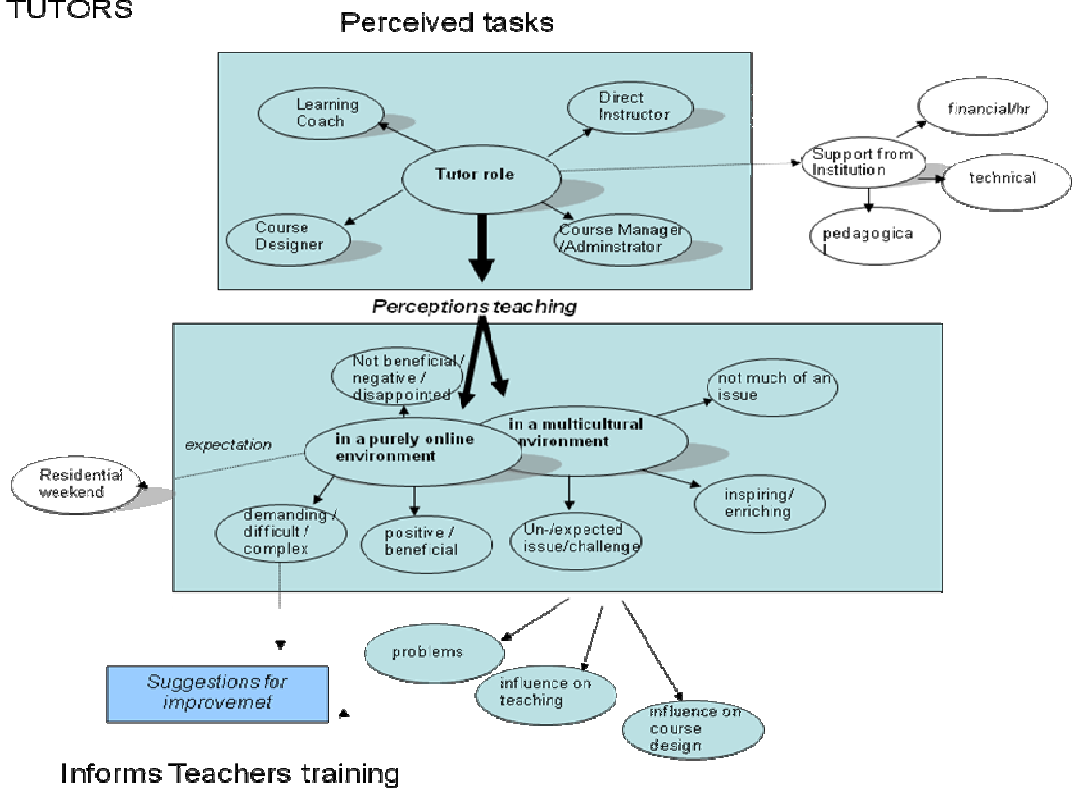 TUTORS
Perceived tasks
Learning
Coach
Direct
Instructor
financial/hr
Support from
Institution
Tutor role
technical
Course
Designer
Course Manager
/Adminstrator
pedagogica
l
Perceptions teaching
Not beneficial /
negative /
disappointed
not much of an
issue
in a multicultural
environment
in a purely online
environment
expectation
Residential
weekend
inspiring/
enriching
demanding /
difficult /
complex
positive /
beneficial
Un-/expected
issue/challenge
problems
Suggestions for
improvemet
influence on
teaching
influence on
course
design
Informs Teachers training